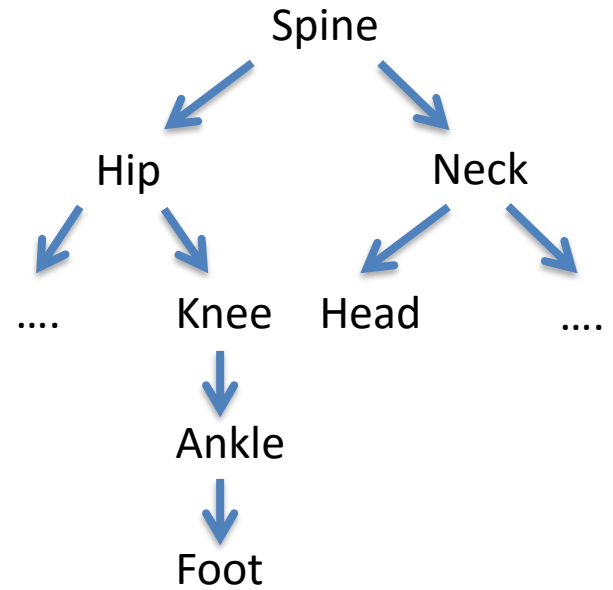 Spine
Hip Neck
.... Knee Head ....
Ankle
Foot